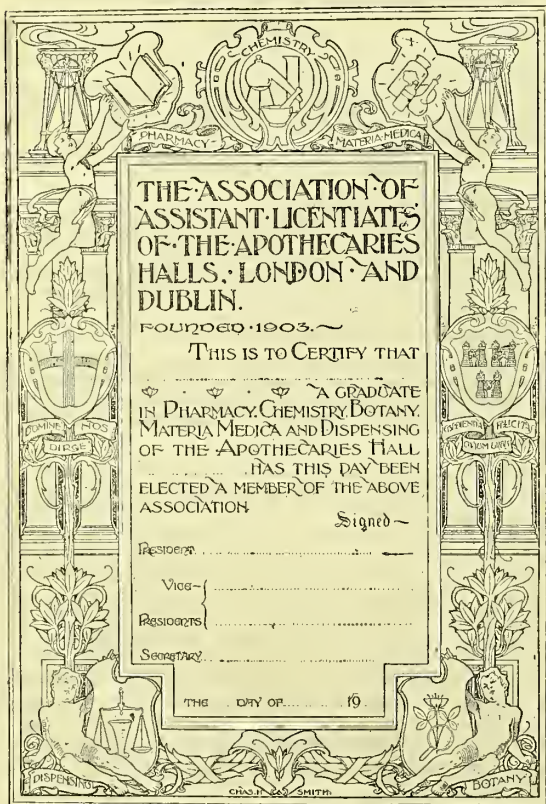 CHEMISTRY
PHARMACY
MATERIA·MEDICA
THE ASSOCIATION OF
ASSISTANT·LICENTIATES
OF·THE·APOTHECARIES
HALLS,·LONDON·AND
DUBLIN.
FOUNDED·1903.~
THIS IS TO CERTIFY THAT
A GRADUATE
IN PHARMACY, CHEMISTRY, BOTANY,
MATERIA MEDICA AND DISPENSING
OF THE APOTHECARIES HALL
HAS THIS DAY BEEN
ELECTED A MEMBER OF THE ABOVE
ASSOCIATION
Signed~
PRESIDENT
VICE-
PRESIDENTS
SECRETARY
THE DAY OF 19
DOMINE NOS
DIRIGE
DISPENSING
BOTANY
CHAS. H. SMITH.